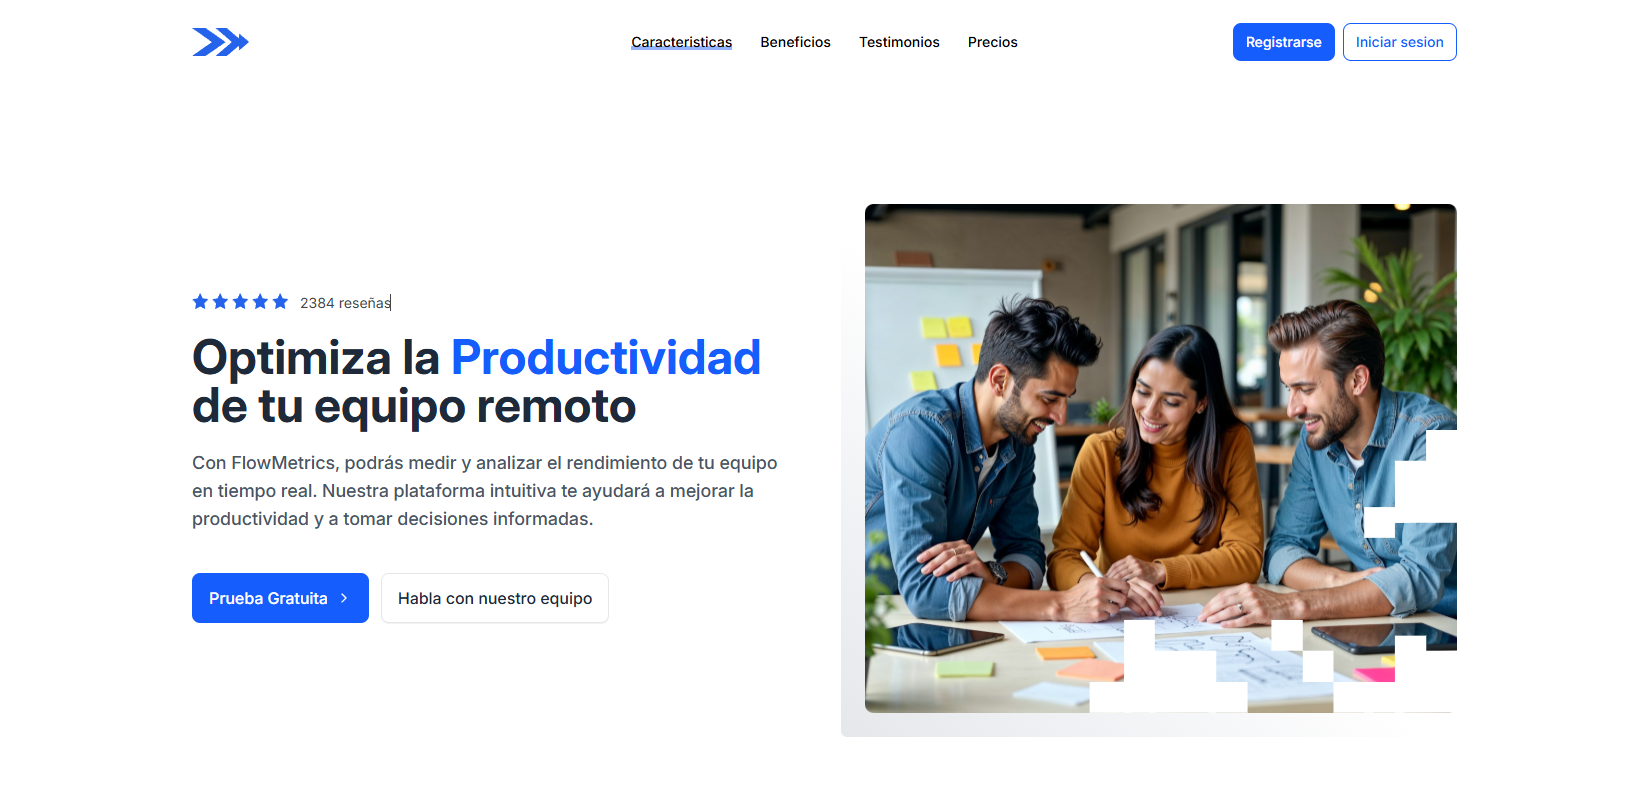 Caracteristicas
Beneficios
Testimonios
Precios
Registrarse
Iniciar sesion
2384 reseñas
Optimiza la Productividad
de tu equipo remoto
Con FlowMetrics, podrás medir y analizar el rendimiento de tu equipo
en tiempo real. Nuestra plataforma intuitiva te ayudará a mejorar la
productividad y a tomar decisiones informadas.
Prueba Gratuita
Habla con nuestro equipo